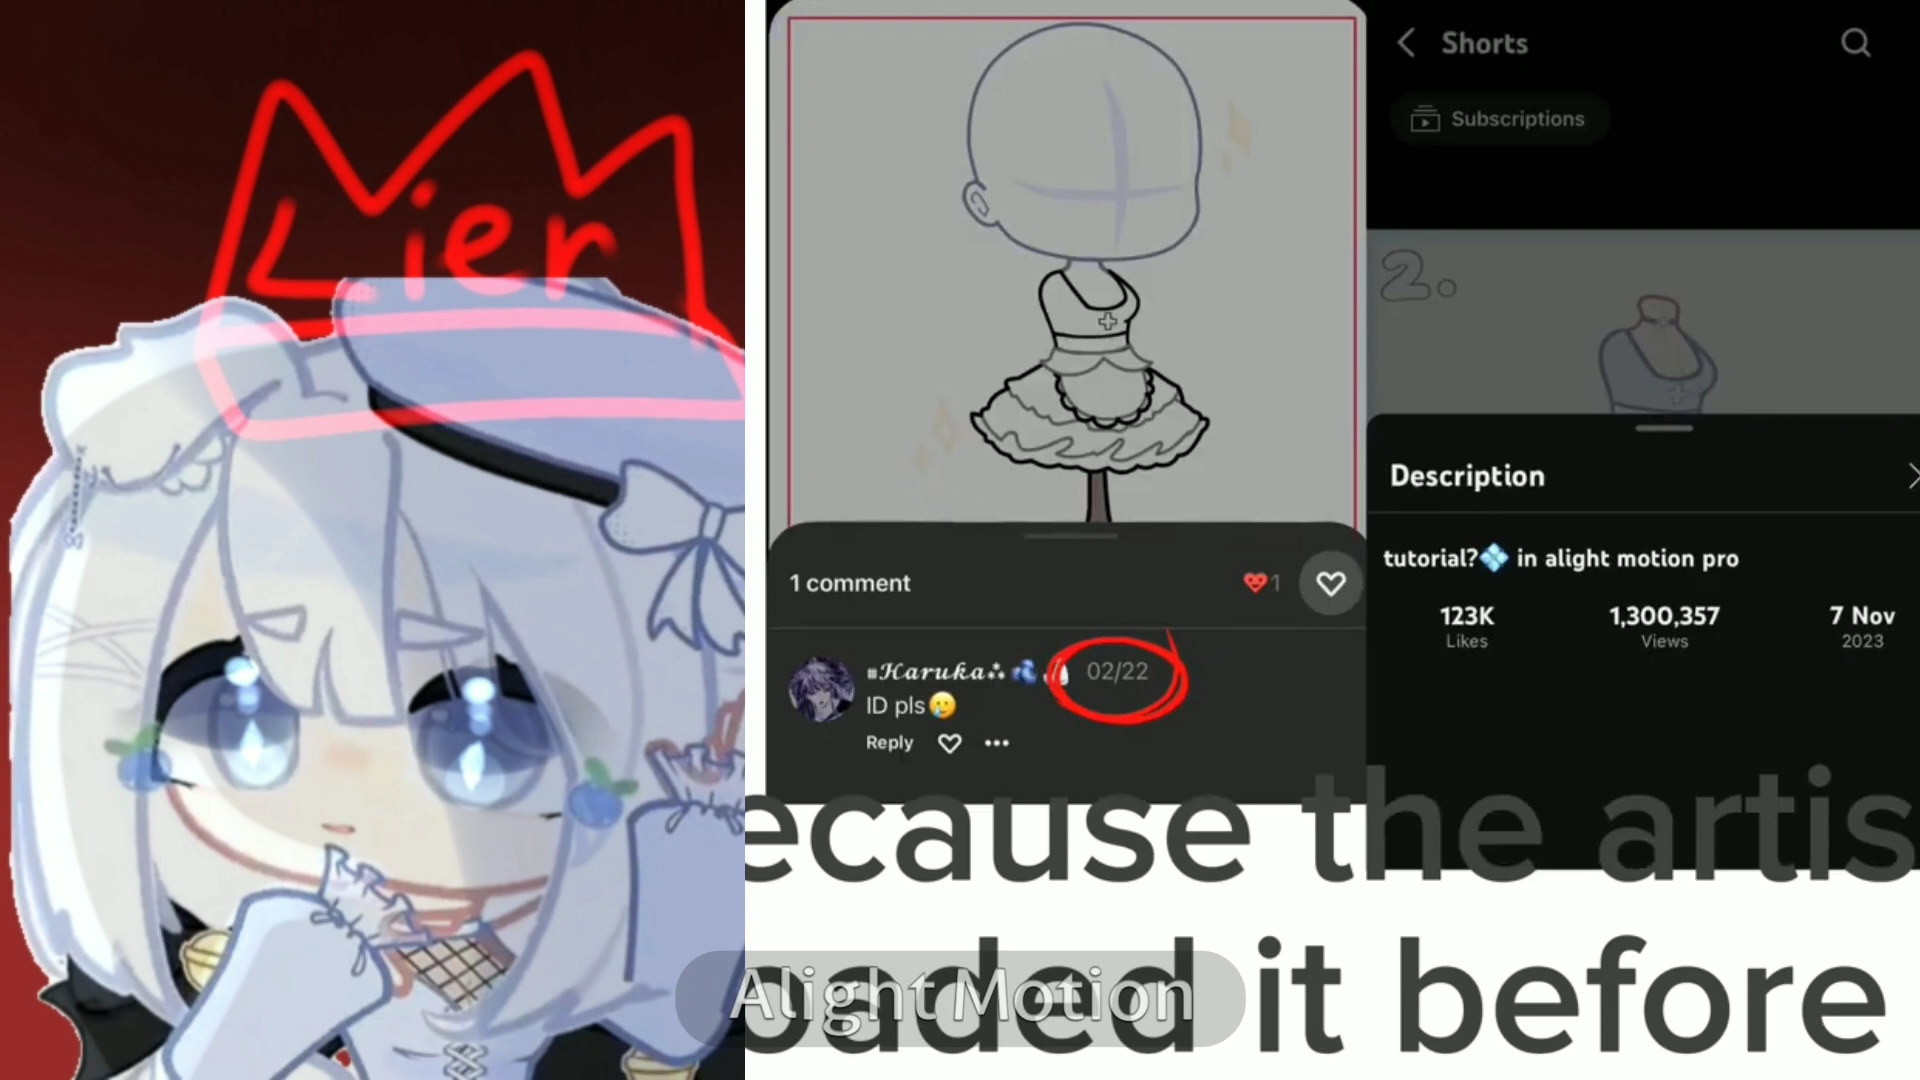 Lier
1 comment
1
Haruka
02/22
ID pls🥲
Reply
Shorts
Subscriptions
2.
Description
tutorial?💠 in alight motion pro
123K
Likes
1,300,357
Views
7 Nov
2023
ecause the artis
oaded it before
Alight Motion